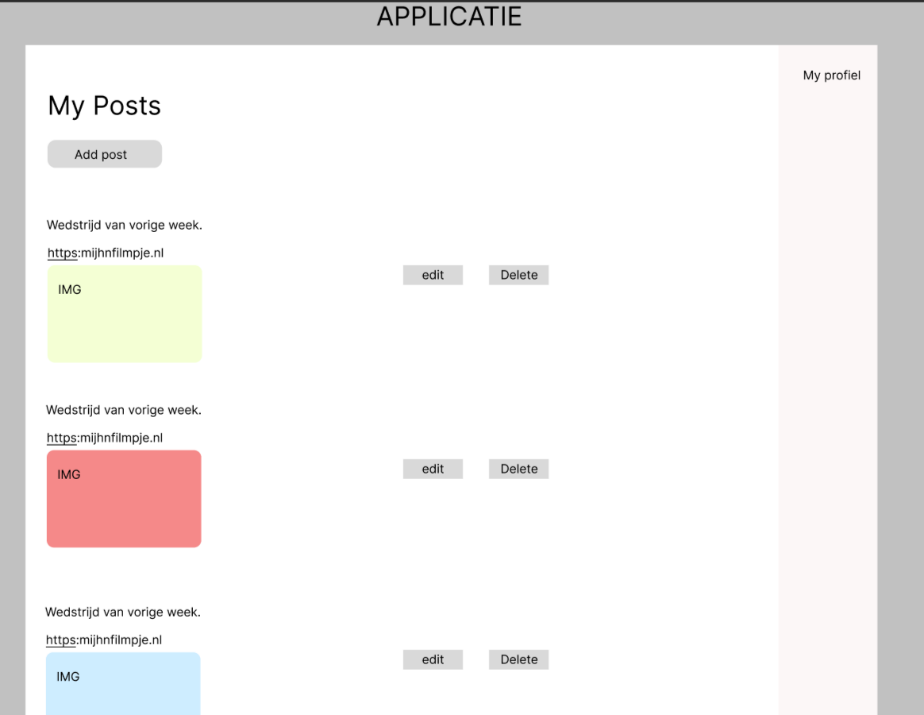 APPLICATIE
My profiel
My Posts
Add post
Wedstrijd van vorige week.
https:mijhnfilmpje.nl
IMG
edit
Delete
Wedstrijd van vorige week.
https:mijhnfilmpje.nl
IMG
edit
Delete
Wedstrijd van vorige week.
https:mijhnfilmpje.nl
IMG
edit
Delete